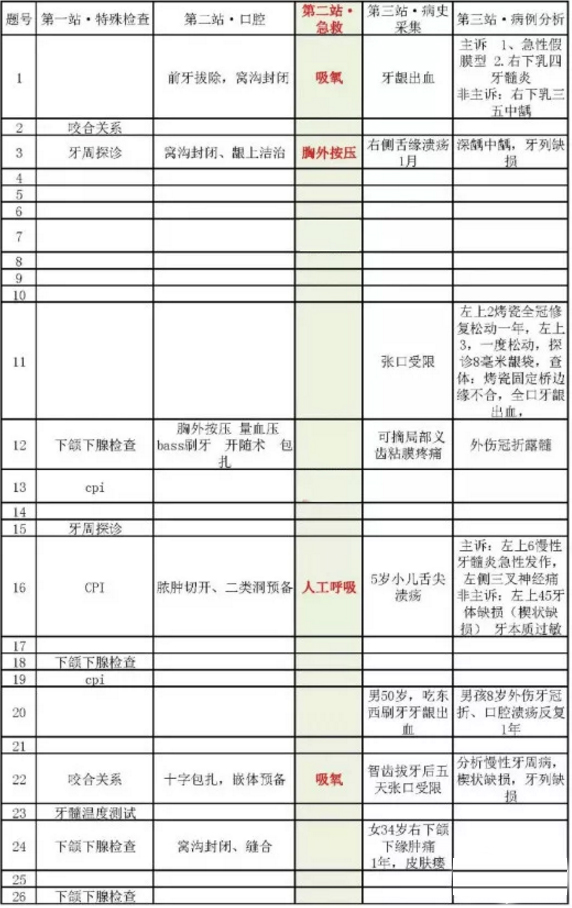 题号 第一站·特殊检查 第二站·口腔 第二站·急救 第三站·病史采集 第三站·病例分析
1 前牙拔除，窝沟封闭 吸氧 牙龈出血 主诉 1、急性假膜型 2.右下乳四牙髓炎 非主诉：右下乳三五中龋
2 咬合关系
3 牙周探诊 窝沟封闭、龈上洁治 胸外按压 右侧舌缘溃疡1月 深龋中龋，牙列缺损
4
5
6
7
8
9
10
11 张口受限 左上2烤瓷全冠修复松动一年，左上3，一度松动，探诊8毫米龈袋，查体：烤瓷固定桥边缘不合，全口牙龈出血，
12 下颌下腺检查 胸外按压 量血压 bass刷牙 开随术 包扎 可摘局部义齿粘膜疼痛 外伤冠折露髓
13 cpi
14
15 牙周探诊
16 CPI 脓肿切开、二类洞预备 人工呼吸 5岁小儿舌尖溃疡 主诉：左上6慢性牙髓炎急性发作，左侧三叉神经痛 非主诉：左上45牙体缺损（楔状缺损） 牙本质过敏
17
18 下颌下腺检查
19 cpi
20 男50岁，吃东西刷牙牙龈出血 男孩8岁外伤牙冠折、口腔溃疡反复1年
21
22 咬合关系 十字包扎，嵌体预备 吸氧 智齿拔牙后五天张口受限 分析慢性牙周病，楔状缺损，牙列缺损
23 牙髓温度测试
24 下颌下腺检查 窝沟封闭、缝合 女34岁右下颌下缘肿痛1年，皮肤瘘
25
26 下颌下腺检查